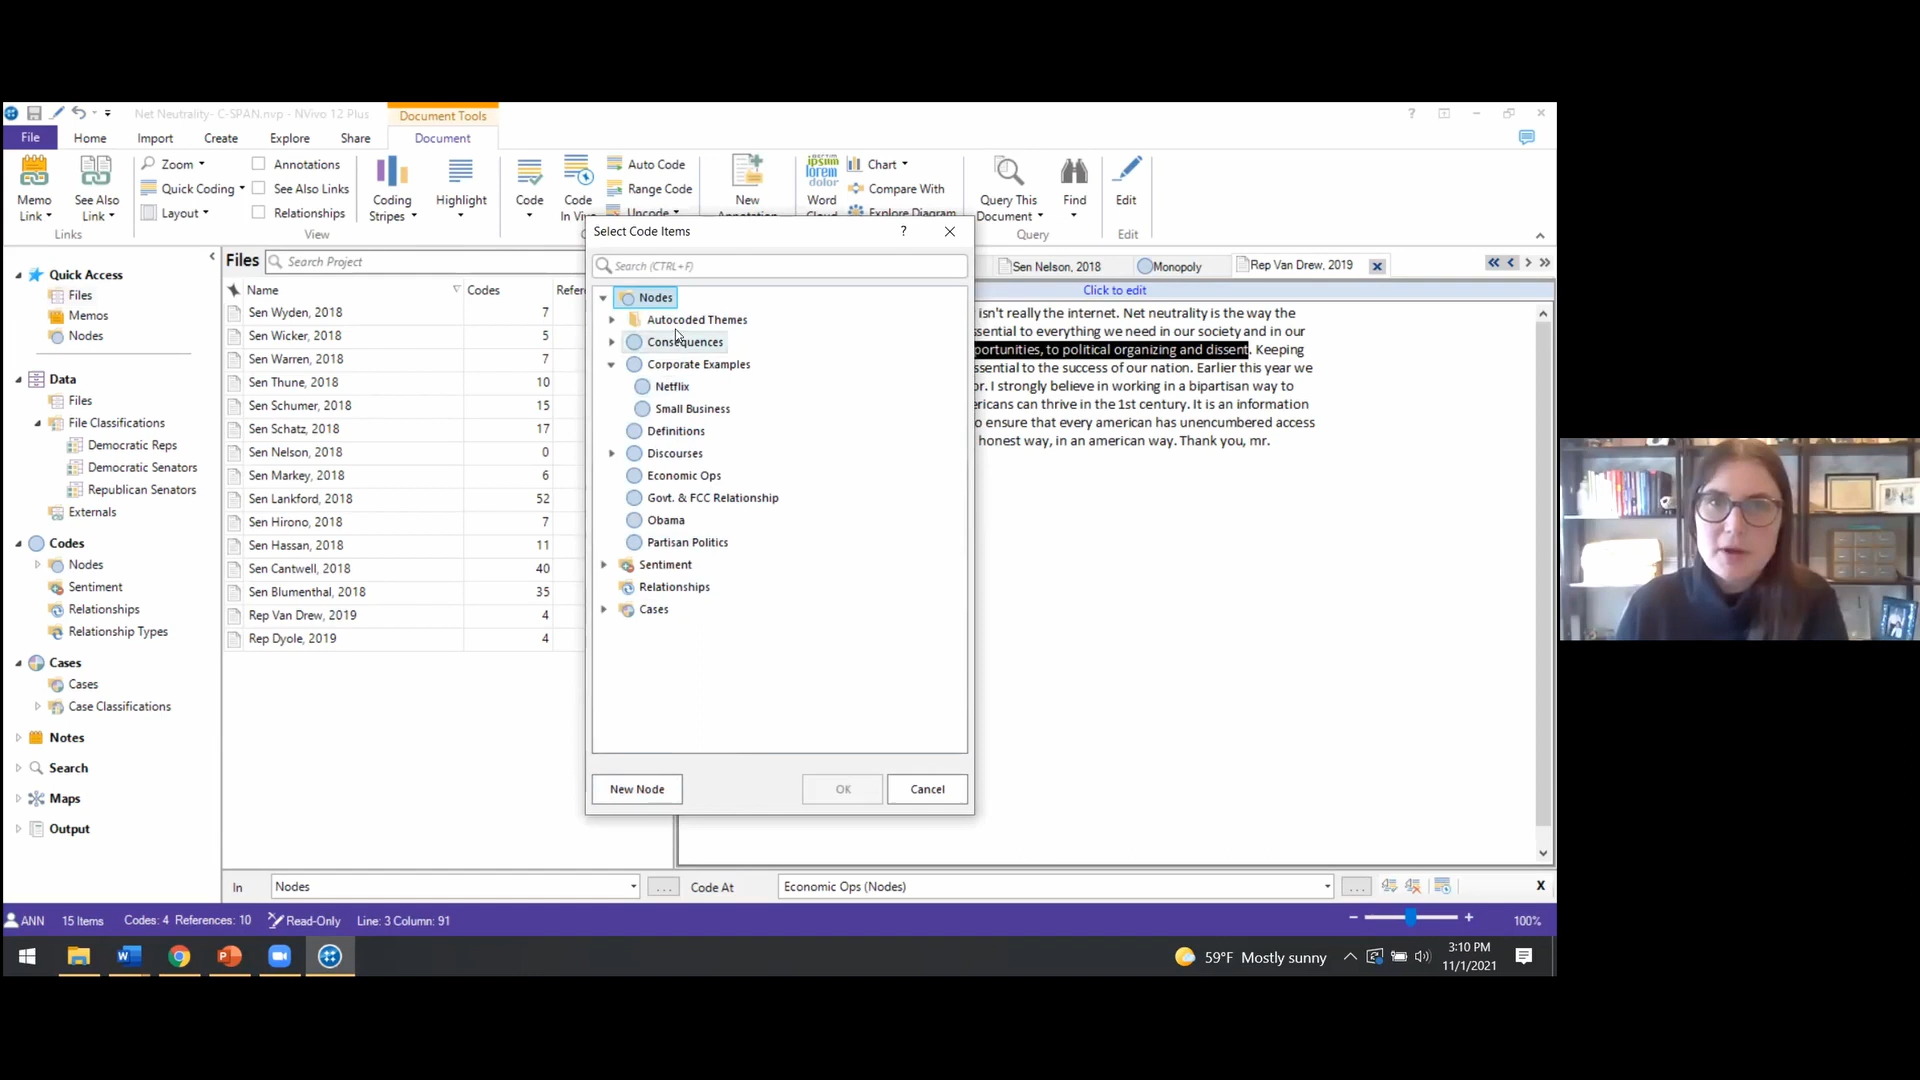 Net Neutrality- C-SPAN.nvp - NVivo 12 Plus
Document Tools
File Home Import Create Explore Share Document
Memo Link
See Also Link
Links
Zoom
Quick Coding
Layout
Annotations
See Also Links
Relationships
View
Coding Stripes
Highlight
Code
Code In Viv
Auto Code
Range Code
Uncode
New Annotation
Word Cloud
Chart
Compare With
Explore Diagram
Query This Document
Find
Query
Edit
Edit
Quick Access
Files
Memos
Nodes
Data
Files
File Classifications
Democratic Reps
Democratic Senators
Republican Senators
Externals
Codes
Nodes
Sentiment
Relationships
Relationship Types
Cases
Cases
Case Classifications
Notes
Search
Maps
Output
Files Search Project
Name Codes Refer
Sen Wyden, 2018 7
Sen Wicker, 2018 5
Sen Warren, 2018 7
Sen Thune, 2018 10
Sen Schumer, 2018 15
Sen Schatz, 2018 17
Sen Nelson, 2018 0
Sen Markey, 2018 6
Sen Lankford, 2018 52
Sen Hirono, 2018 7
Sen Hassan, 2018 11
Sen Cantwell, 2018 40
Sen Blumenthal, 2018 35
Rep Van Drew, 2019 4
Rep Dyole, 2019 4
Select Code Items ?
Search (CTRL+F)
Nodes
Autocoded Themes
Consequences
Corporate Examples
Netflix
Small Business
Definitions
Discourses
Economic Ops
Govt. & FCC Relationship
Obama
Partisan Politics
Sentiment
Relationships
Cases
New Node OK Cancel
Sen Nelson, 2018 Monopoly Rep Van Drew, 2019
Click to edit
isn't really the internet. Net neutrality is the way the
ssential to everything we need in our society and in our
portunities, to political organizing and dissent. Keeping
ssential to the success of our nation. Earlier this year we
or. I strongly believe in working in a bipartisan way to
ericans can thrive in the 1st century. It is an information
o ensure that every american has unencumbered access
honest way, in an american way. Thank you, mr.
In Nodes ... Code At Economic Ops (Nodes) ... X
ANN 15 Items Codes: 4 References: 10 Read-Only Line: 3 Column: 91 100%
59°F Mostly sunny
3:10 PM
11/1/2021